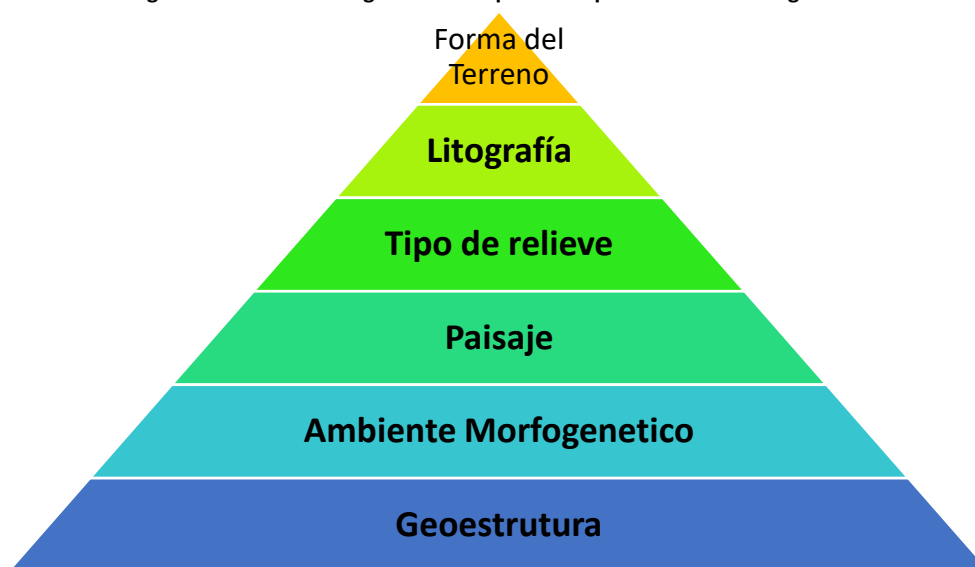 Forma del
Terreno
Litografía
Tipo de relieve
Paisaje
Ambiente Morfogenetico
Geoestrutura